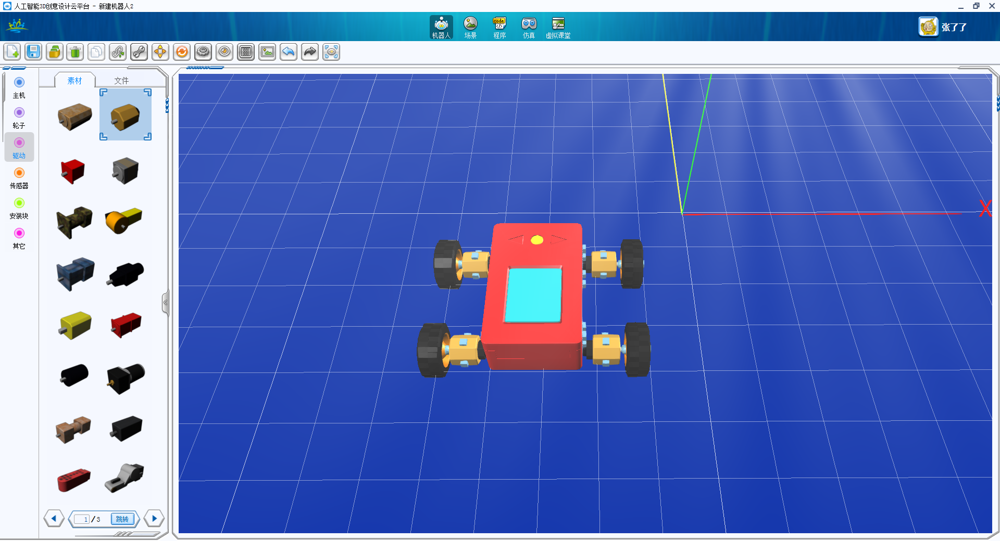 人工智能3D创意设计云平台 - 新建机器人2
机器人
场景
code
程序
仿真
虚拟课堂
张了了
素材
文件
主机
轮子
驱动
传感器
安装块
其它
X
1 / 3
跳转